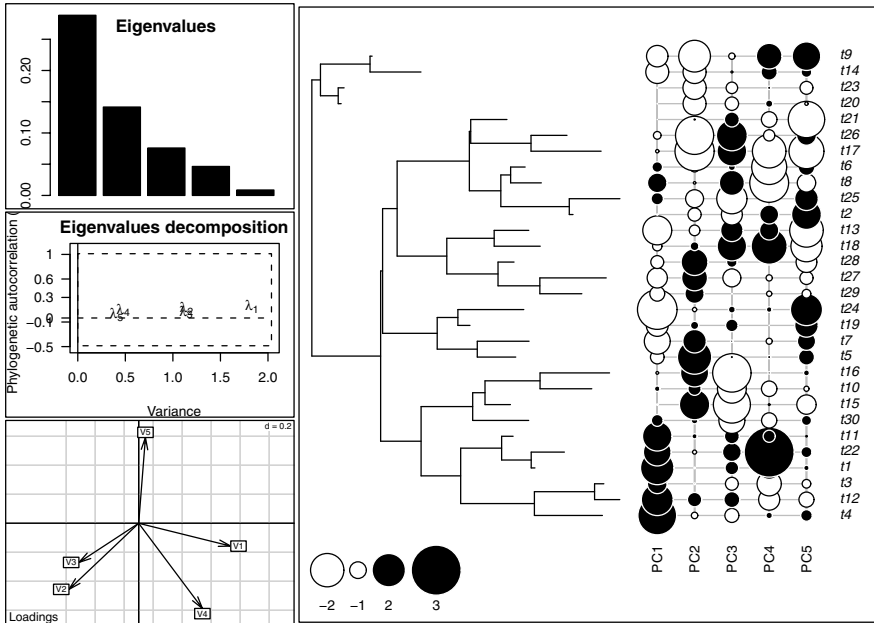 Eigenvalues
0.20
0.10
0.00
Eigenvalues decomposition
Phylogenetic autocorrelation (
1
0.6
0.3
0
−0.1
−0.5
λ1
λ4
0.0 0.5 1.0 1.5 2.0
Variance
d = 0.2
V5
V1
V3
V2
V4
Loadings
t9
t14
t23
t20
t21
t26
t17
t6
t8
t25
t2
t13
t18
t28
t27
t29
t24
t19
t7
t5
t16
t10
t15
t30
t11
t22
t1
t3
t12
t4
PC1 PC2 PC3 PC4 PC5
−2 −1 2 3